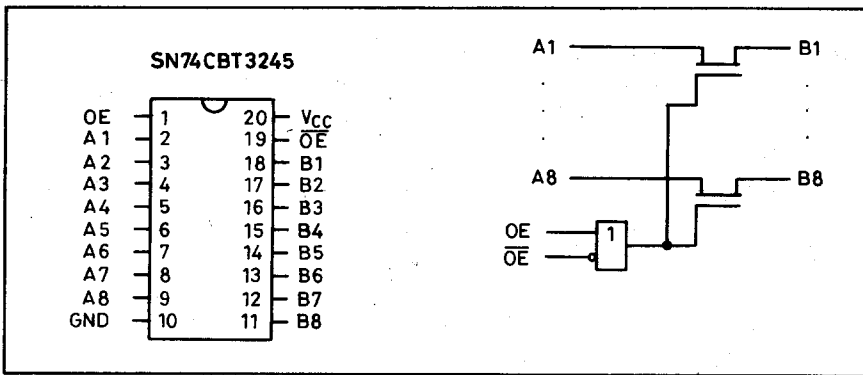 SN74CBT3245
OE 1 20 VCC
A1 2 19 O̅E̅
A2 3 18 B1
A3 4 17 B2
A4 5 16 B3
A5 6 15 B4
A6 7 14 B5
A7 8 13 B6
A8 9 12 B7
GND 10 11 B8
A1 B1
A8 B8
OE 1
O̅E̅